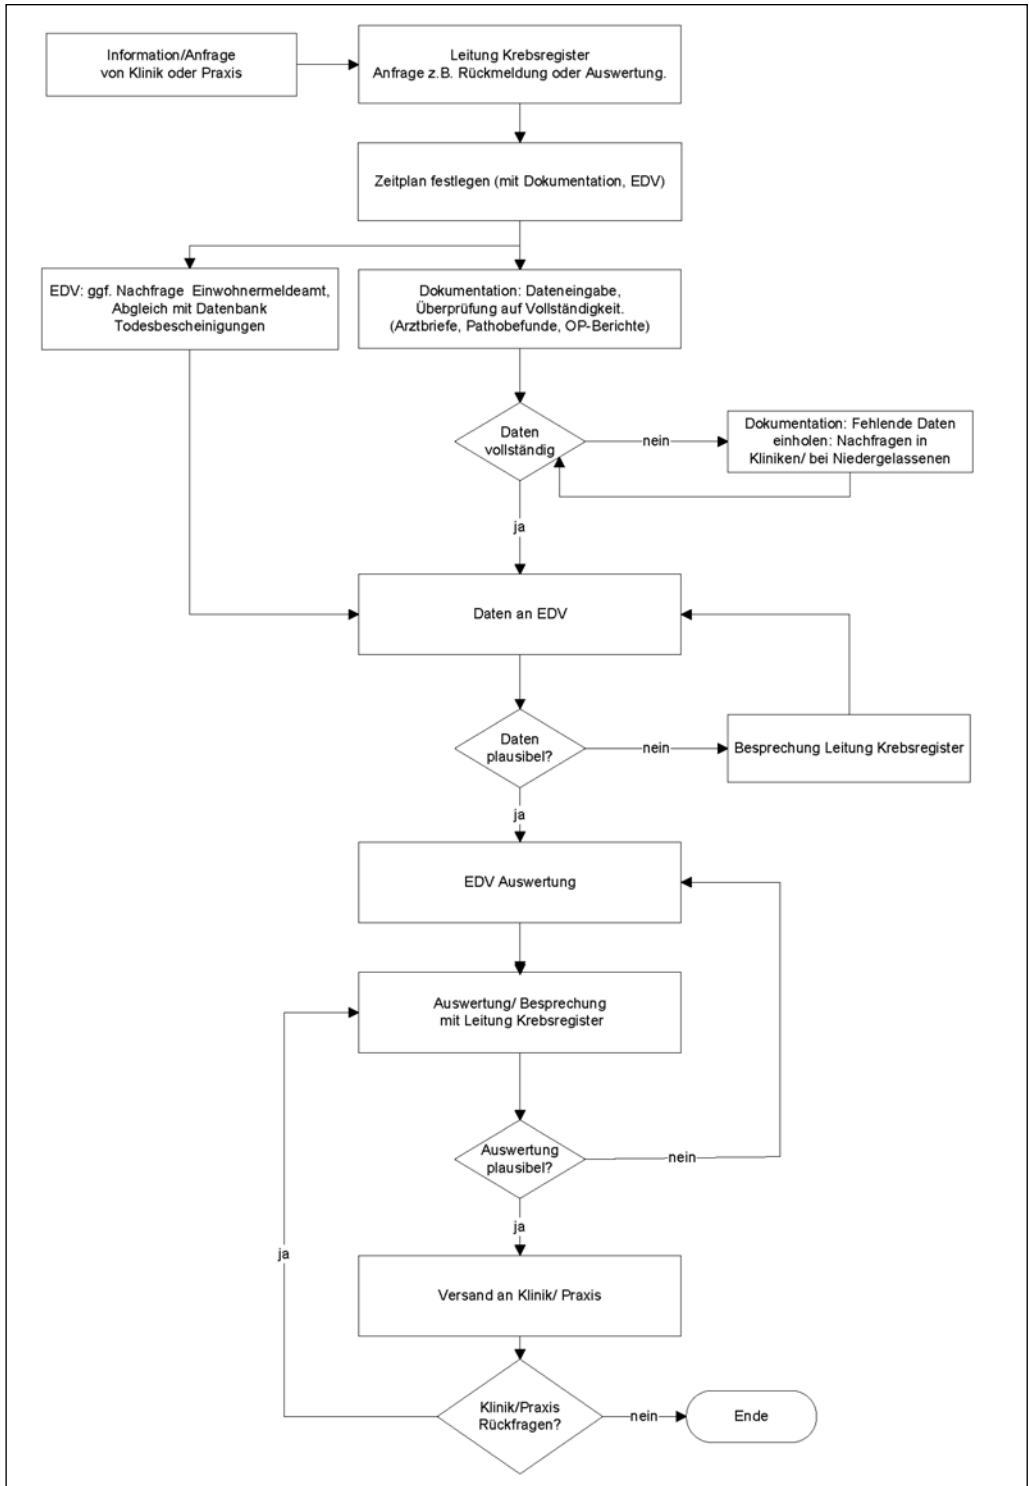 Information/Anfrage
von Klinik oder Praxis
Leitung Krebsregister
Anfrage z.B. Rückmeldung oder Auswertung.
Zeitplan festlegen (mit Dokumentation, EDV)
EDV: ggf. Nachfrage Einwohnermeldeamt,
Abgleich mit Datenbank
Todesbescheinigungen
Dokumentation: Dateneingabe,
Überprüfung auf Vollständigkeit.
(Arztbriefe, Pathobefunde, OP-Berichte)
Daten
vollständig
nein
Dokumentation: Fehlende Daten
einholen: Nachfragen in
Kliniken/ bei Niedergelassenen
ja
Daten an EDV
Daten
plausibel?
nein
Besprechung Leitung Krebsregister
ja
EDV Auswertung
Auswertung/ Besprechung
mit Leitung Krebsregister
Auswertung
plausibel?
nein
ja
ja
Versand an Klinik/ Praxis
Klinik/Praxis
Rückfragen?
nein
Ende